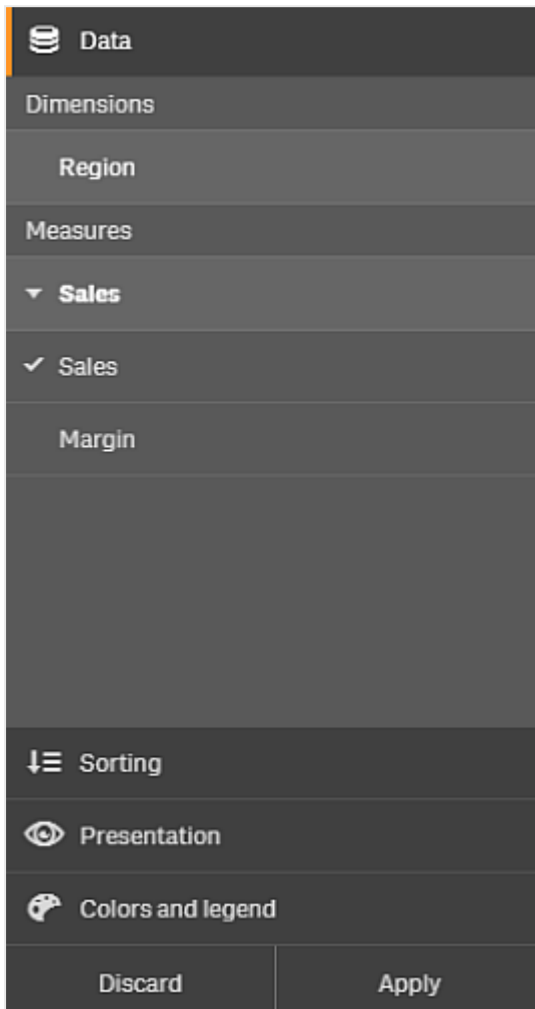 Data
Dimensions
Region
Measures
Sales
Sales
Margin
Sorting
Presentation
Colors and legend
Discard Apply